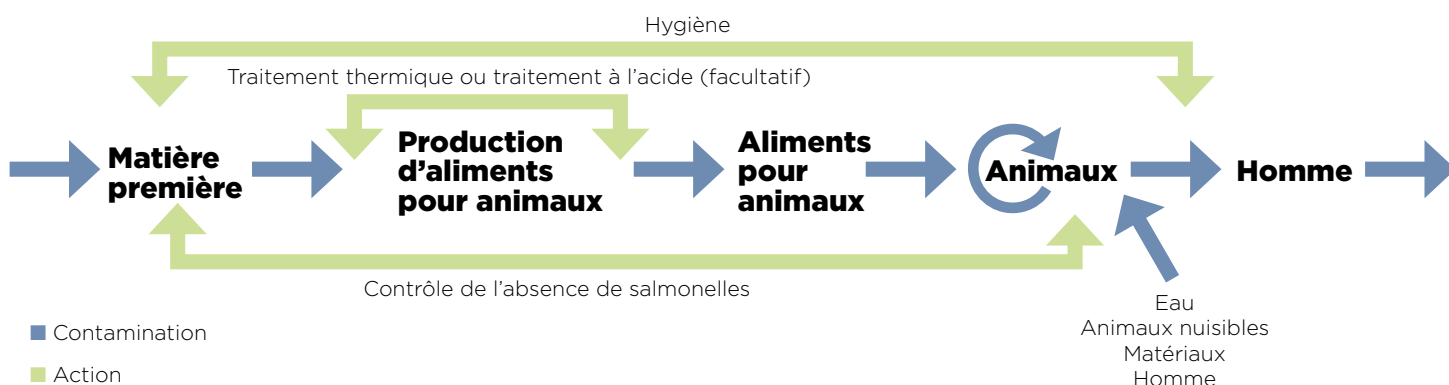 Hygiène
Traitement thermique ou traitement à l’acide (facultatif)
Matière
première
Production
d’aliments
pour animaux
Aliments
pour
animaux
Animaux
Homme
Contrôle de l’absence de salmonelles
Eau
Animaux nuisibles
Matériaux
Homme
Contamination
Action